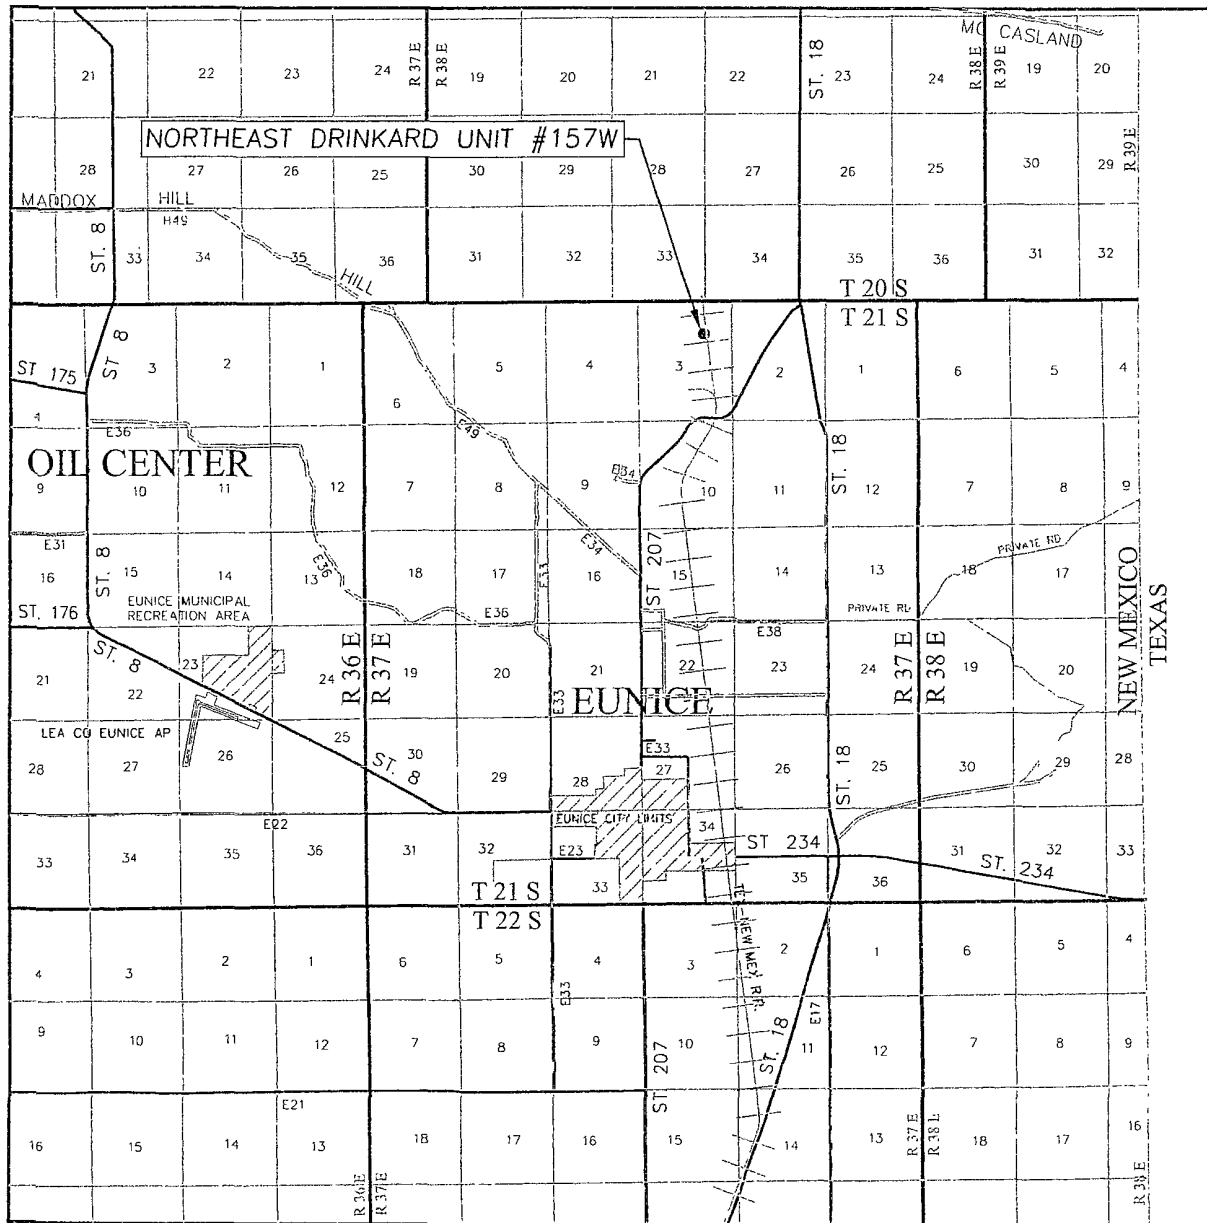 MC CASLAND
21 22 23 24 R 37 E R 38 E 19 20 21 22 ST. 18 23 24 R 38 E R 39 E 19 20
NORTHEAST DRINKARD UNIT #157W
28 27 26 25 30 29 28 27 26 25 30 29 R 39 E
MADDOX HILL
H49
ST. 8 33 34 35 36 31 32 33 34 35 36 31 32
HILL
T 20 S
T 21 S
ST 175 ST 8 3 2 1 5 4 3 2 1 6 5 4
4 6
E36 E49
OIL CENTER
9 10 11 12 7 8 9 10 11 ST. 18 12 7 8 9
E31 E36 E34 E33 ST 207 PRIVATE RD
16 ST. 8 15 14 13 18 17 16 15 14 13 18 17
EUNICE MUNICIPAL
RECREATION AREA
ST. 176 E36 E38 PRIVATE RD
NEW MEXICO
TEXAS
ST. 8 R 36 E R 37 E R 37 E R 38 E
21 22 23 24 19 20 21 22 23 24 19 20
E33 EUNICE
LEA CO EUNICE AP
28 27 26 25 30 29 28 27 26 25 30 29 28
ST. 8 E33 ST. 18
E22 EUNICE CITY LIMITS
33 34 35 36 31 32 33 34 35 36 31 32 33
E23 ST 234 ST. 234
T 21 S
T 22 S
TEX-NEW MEX R.R.
4 3 2 1 6 5 4 3 2 1 6 5 4
E33
9 10 11 12 7 8 9 10 11 12 7 8 9
ST. 207 ST. 18 E17
E21
16 15 14 13 18 17 16 15 14 13 18 17 16
R 36 E R 37 E R 37 E R 38 E R 38 E